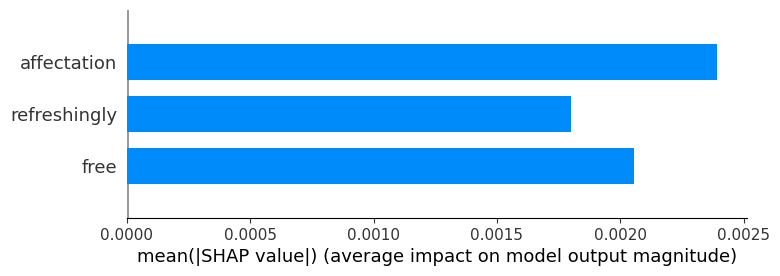 affectation
refreshingly
free
0.0000 0.0005 0.0010 0.0015 0.0020 0.0025
mean(|SHAP value|) (average impact on model output magnitude)